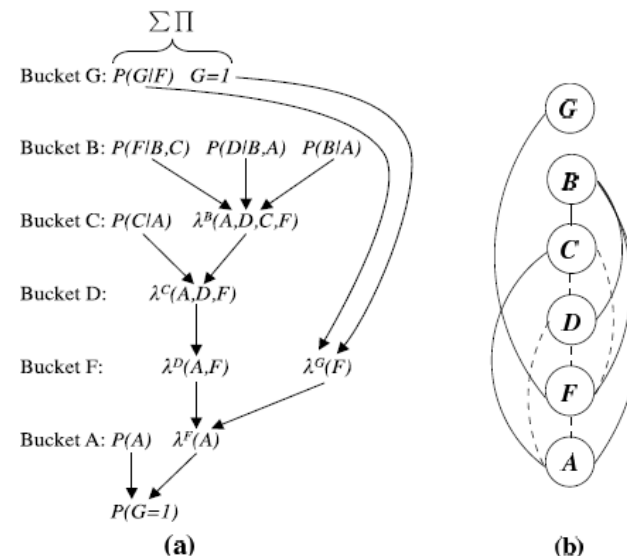 ΣΠ
Bucket G: P(G|F) G=1
Bucket B: P(F|B,C) P(D|B,A) P(B|A)
Bucket C: P(C|A) λ^B(A,D,C,F)
Bucket D: λ^C(A,D,F)
Bucket F: λ^D(A,F) λ^G(F)
Bucket A: P(A) λ^F(A)
P(G=1)
(a)
G
B
C
D
F
A
(b)